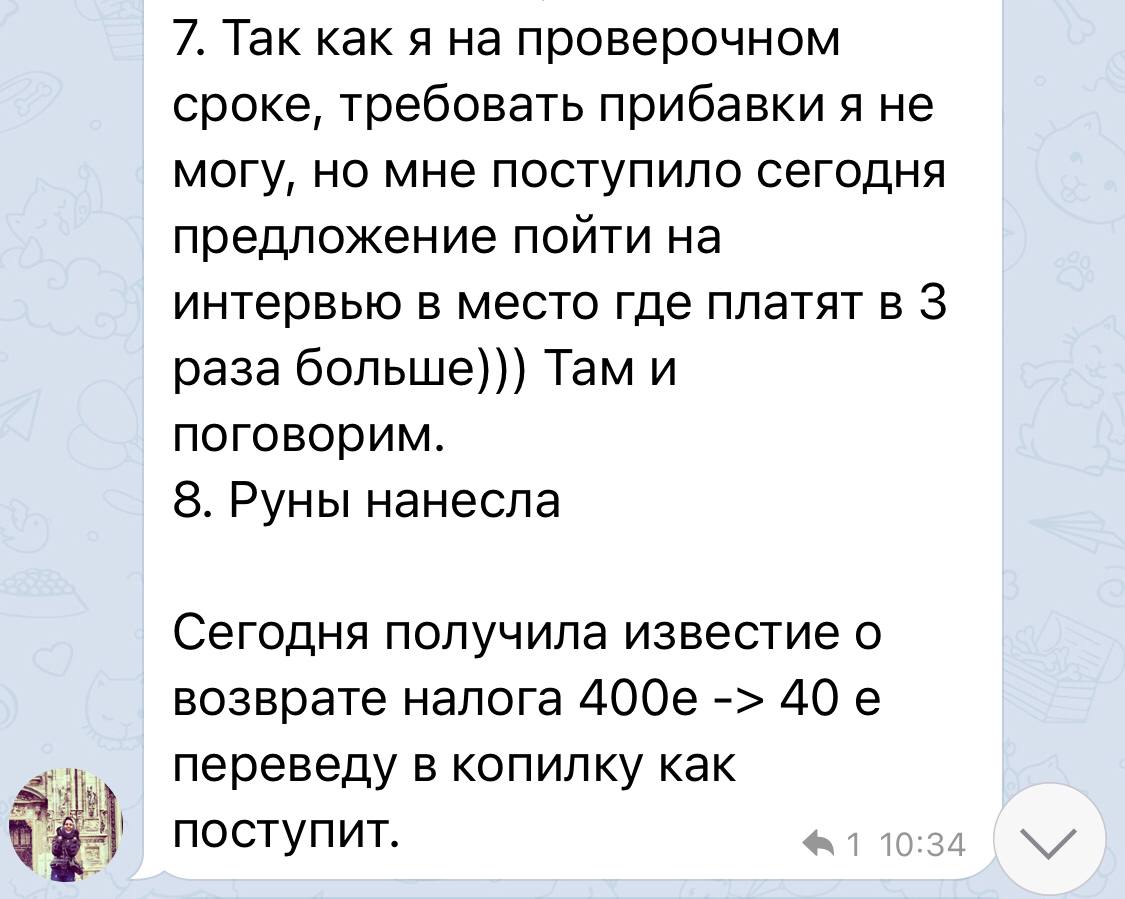 7. Так как я на проверочном
сроке, требовать прибавки я не
могу, но мне поступило сегодня
предложение пойти на
интервью в место где платят в 3
раза больше))) Там и
поговорим.
8. Руны нанесла
Сегодня получила известие о
возврате налога 400е -> 40 е
переведу в копилку как
поступит.
1 10:34